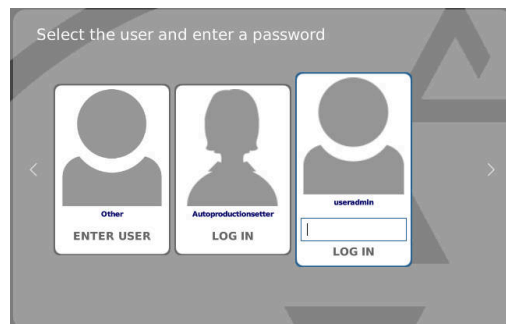 Select the user and enter a password
Other
ENTER USER
Autoproductionsetter
LOG IN
useradmin
LOG IN